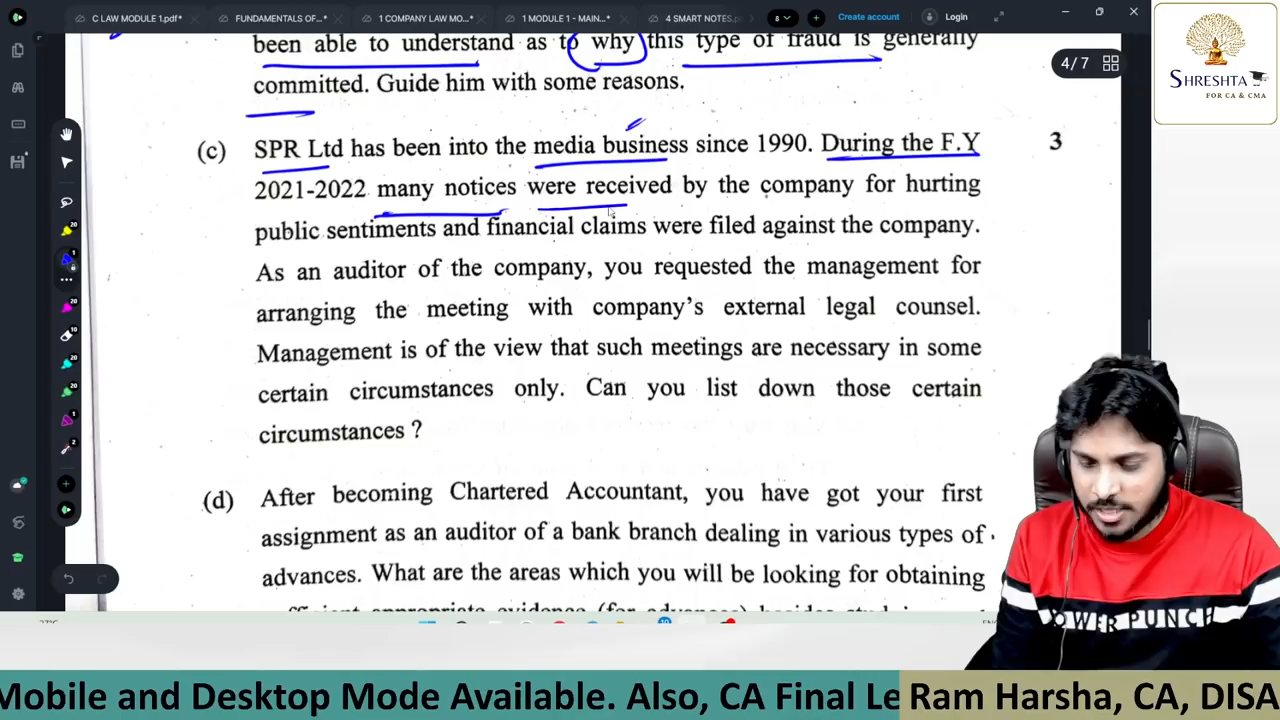 C LAW MODULE 1.pdf*
FUNDAMENTALS OF...*
1 COMPANY LAW MO...*
1 MODULE 1 - MAIN...*
4 SMART NOTES.
8
Create account
Login
4/7
SHRESHTA
FOR CA & CMA
been able to understand as to why this type of fraud is generally
committed. Guide him with some reasons.
(c) SPR Ltd has been into the media business since 1990. During the F.Y 3
2021-2022 many notices were received by the company for hurting
public sentiments and financial claims were filed against the company.
As an auditor of the company, you requested the management for
arranging the meeting with company's external legal counsel.
Management is of the view that such meetings are necessary in some
certain circumstances only. Can you list down those certain
circumstances ?
(d) After becoming Chartered Accountant, you have got your first
assignment as an auditor of a bank branch dealing in various types of
advances. What are the areas which you will be looking for obtaining
POWER PUNCH
Mobile and Desktop Mode Available. Also, CA Final Le
Ram Harsha, CA, DISA